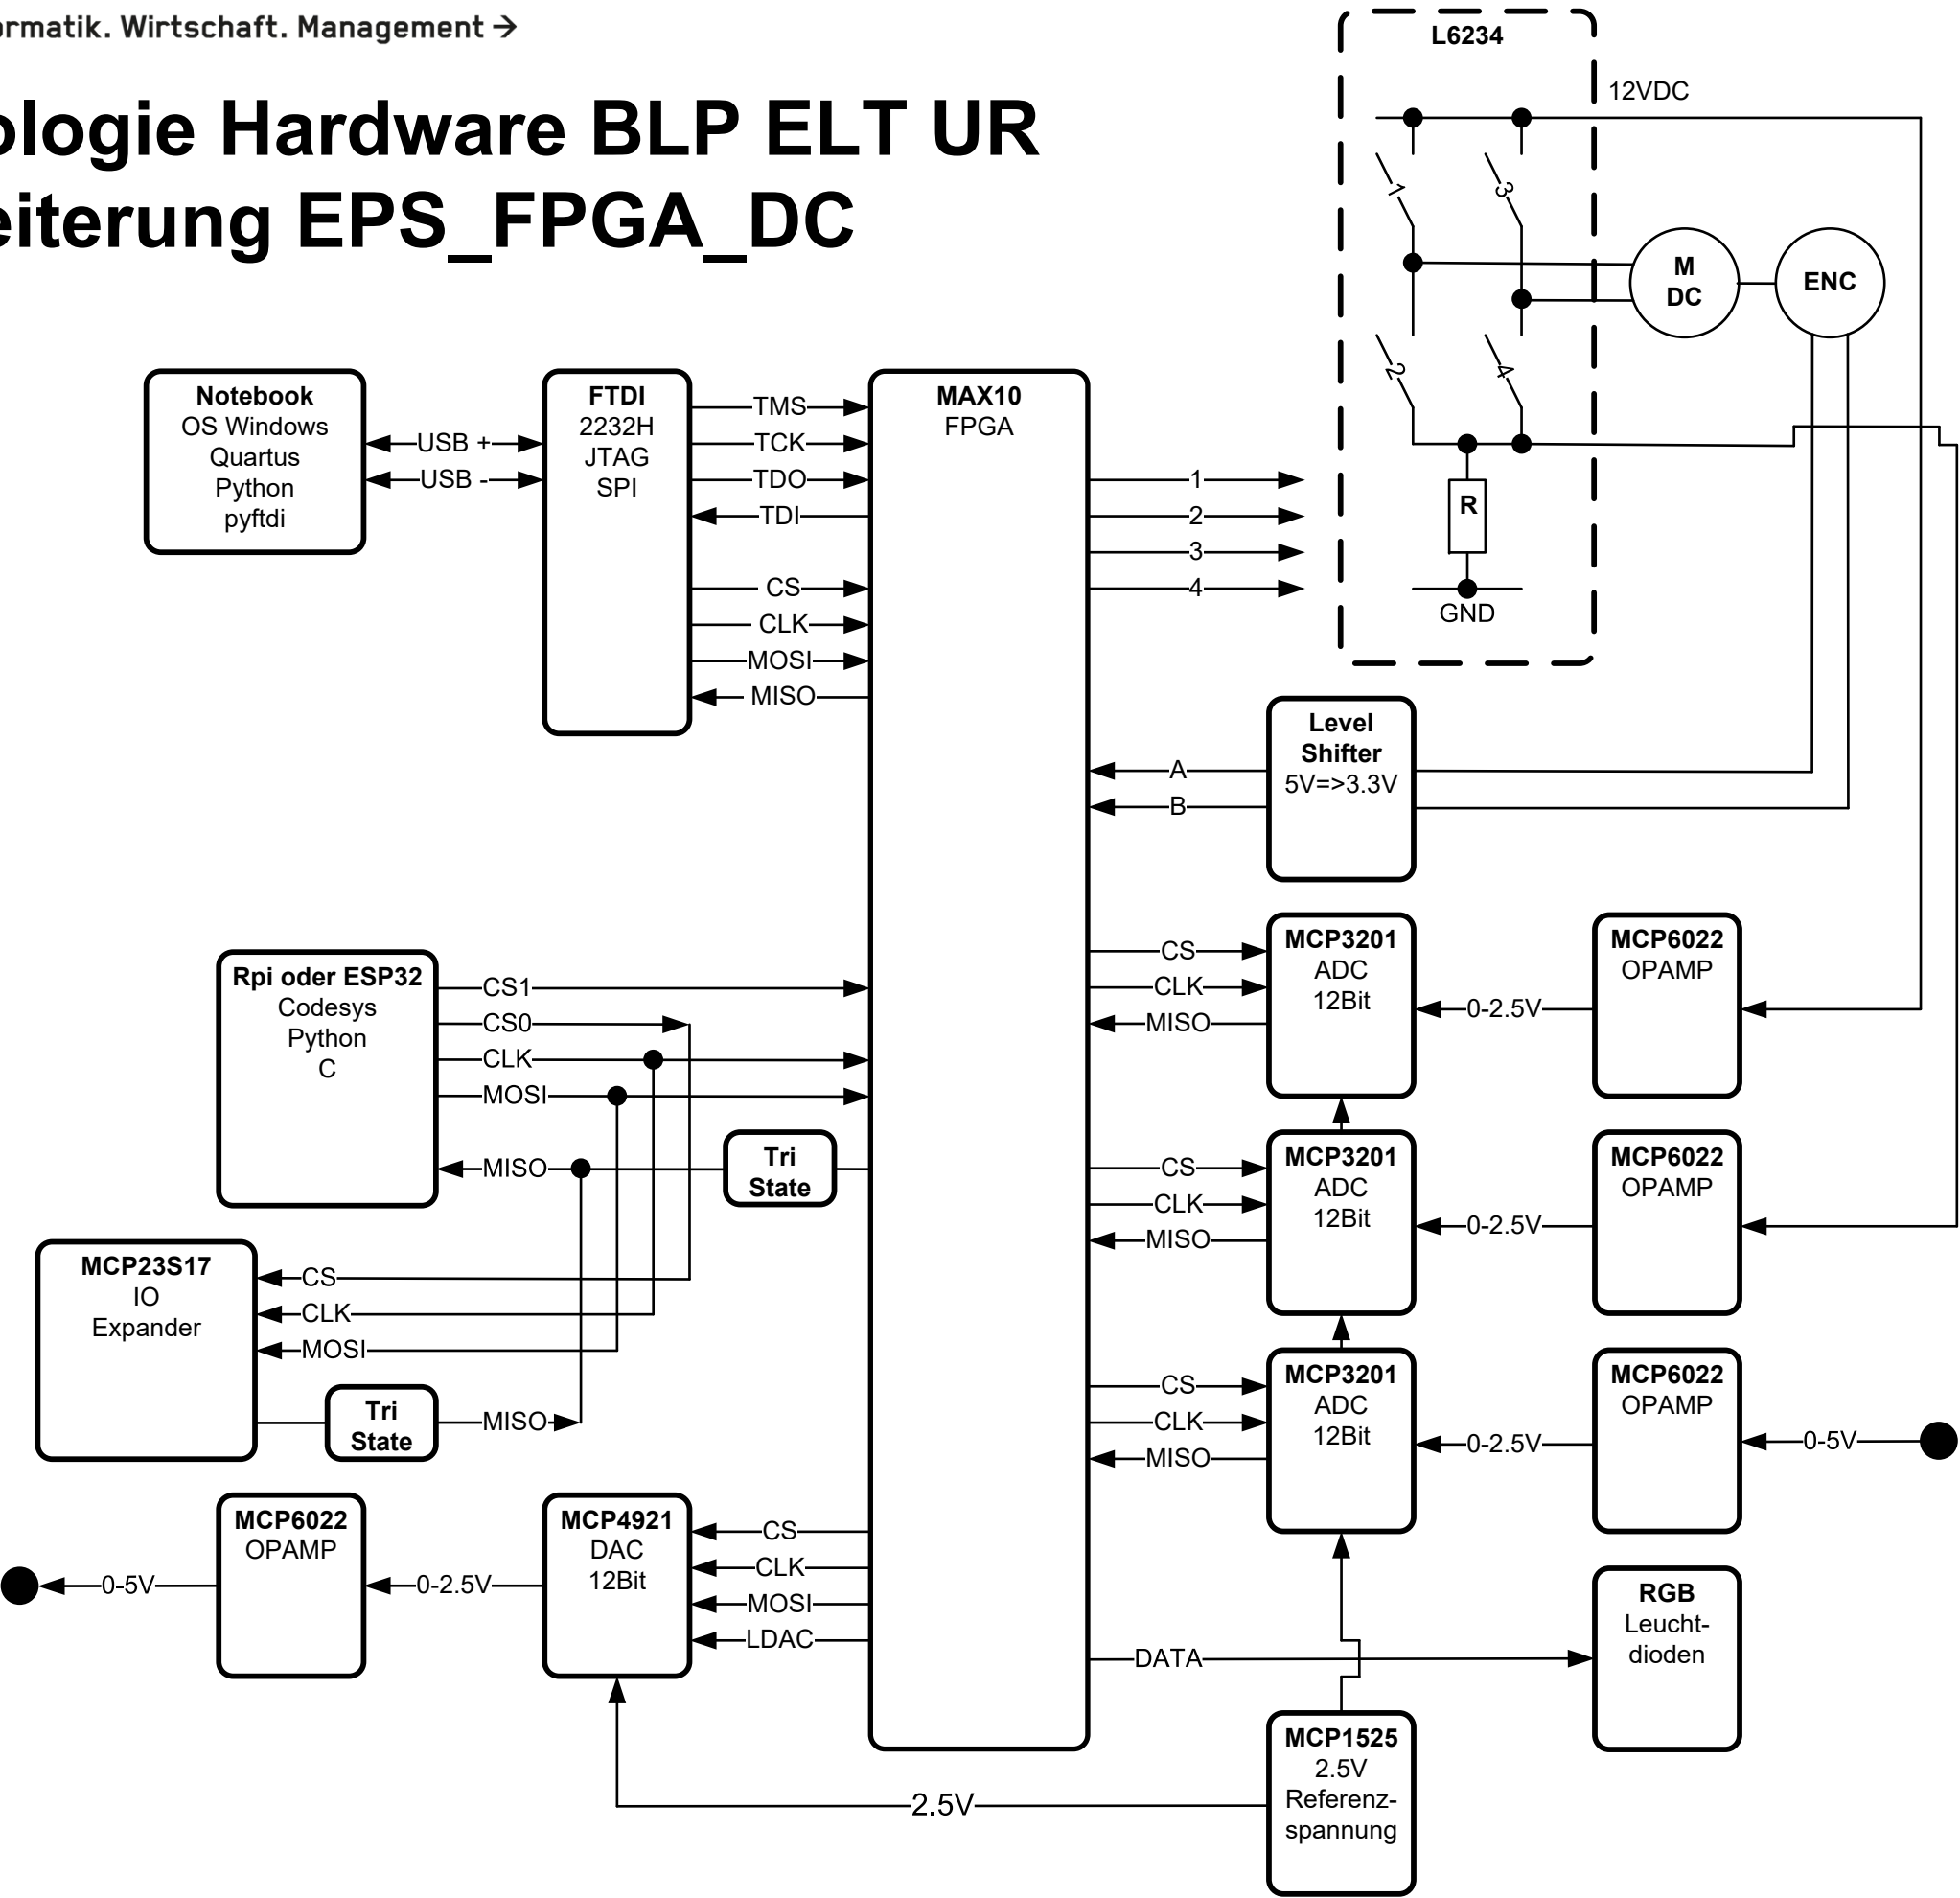 rmatik. Wirtschaft. Management →
ologie Hardware BLP ELT UR
eiterung EPS_FPGA_DC
L6234
12VDC
1
3
2
4
M
DC
ENC
R
GND
Notebook
OS Windows
Quartus
Python
pyftdi
USB +
USB -
FTDI
2232H
JTAG
SPI
TMS
TCK
TDO
TDI
CS
CLK
MOSI
MISO
MAX10
FPGA
1
2
3
4
Level
Shifter
5V=>3.3V
A
B
Rpi oder ESP32
Codesys
Python
C
CS1
CS0
CLK
MOSI
MISO
Tri
State
MCP23S17
IO
Expander
CS
CLK
MOSI
Tri
State
MISO
MCP6022
OPAMP
0-5V
0-2.5V
MCP4921
DAC
12Bit
CS
CLK
MOSI
LDAC
CS
CLK
MISO
MCP3201
ADC
12Bit
0-2.5V
MCP6022
OPAMP
CS
CLK
MISO
MCP3201
ADC
12Bit
0-2.5V
MCP6022
OPAMP
CS
CLK
MISO
MCP3201
ADC
12Bit
0-2.5V
MCP6022
OPAMP
0-5V
DATA
RGB
Leucht-
dioden
MCP1525
2.5V
Referenz-
spannung
2.5V